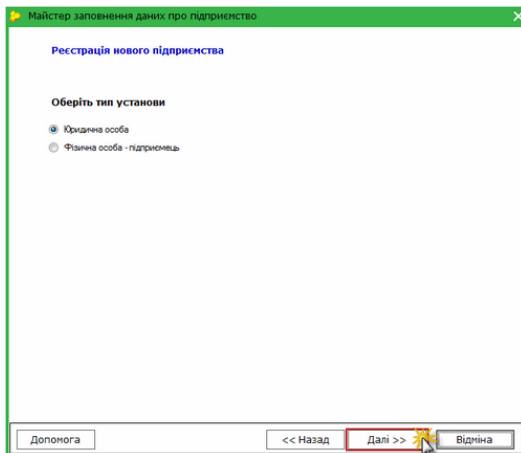 Майстер заповнення даних про підприємство
Реєстрація нового підприємства
Оберіть тип установи
Юридична особа
Фізична особа - підприємець
Допомога
<< Назад
Далі >>
Відміна